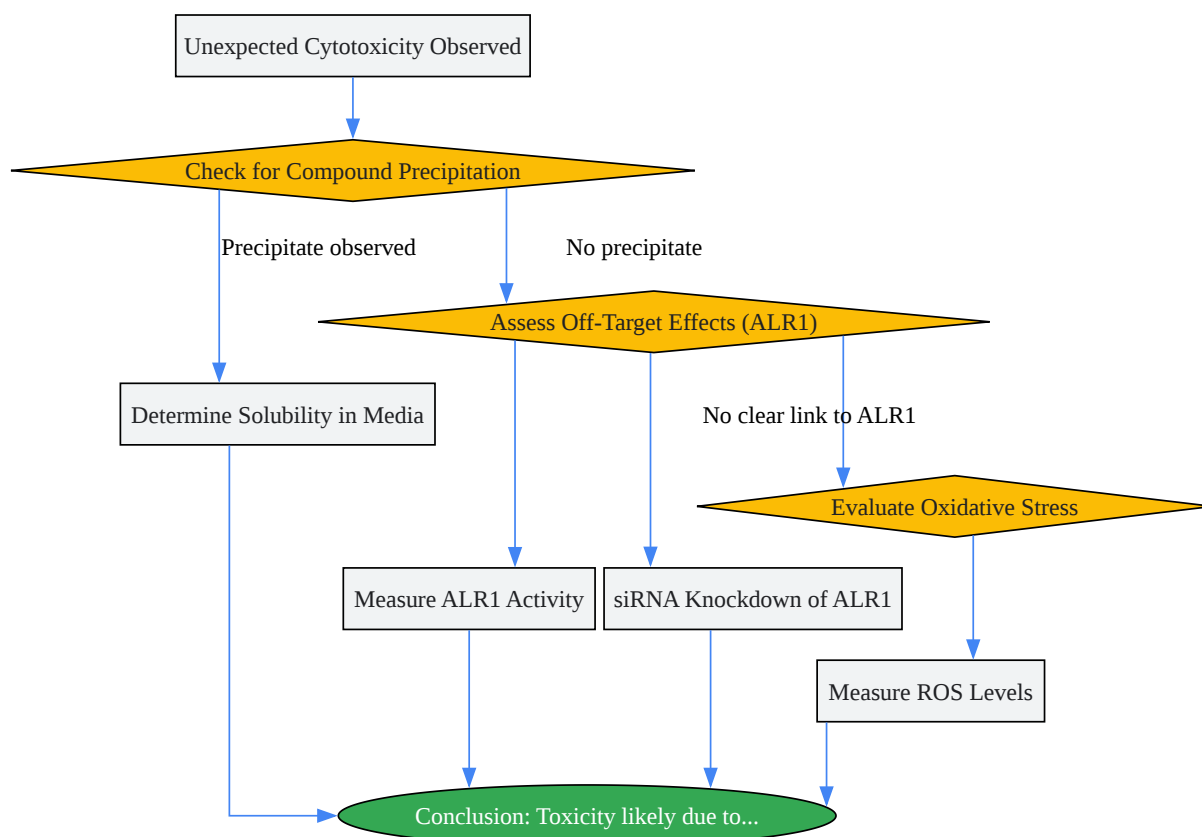 Unexpected Cytotoxicity Observed
Check for Compound Precipitation
Precipitate observed
No precipitate
Assess Off-Target Effects (ALR1)
Determine Solubility in Media
No clear link to ALR1
Evaluate Oxidative Stress
Measure ALR1 Activity
siRNA Knockdown of ALR1
Measure ROS Levels
Conclusion: Toxicity likely due to...